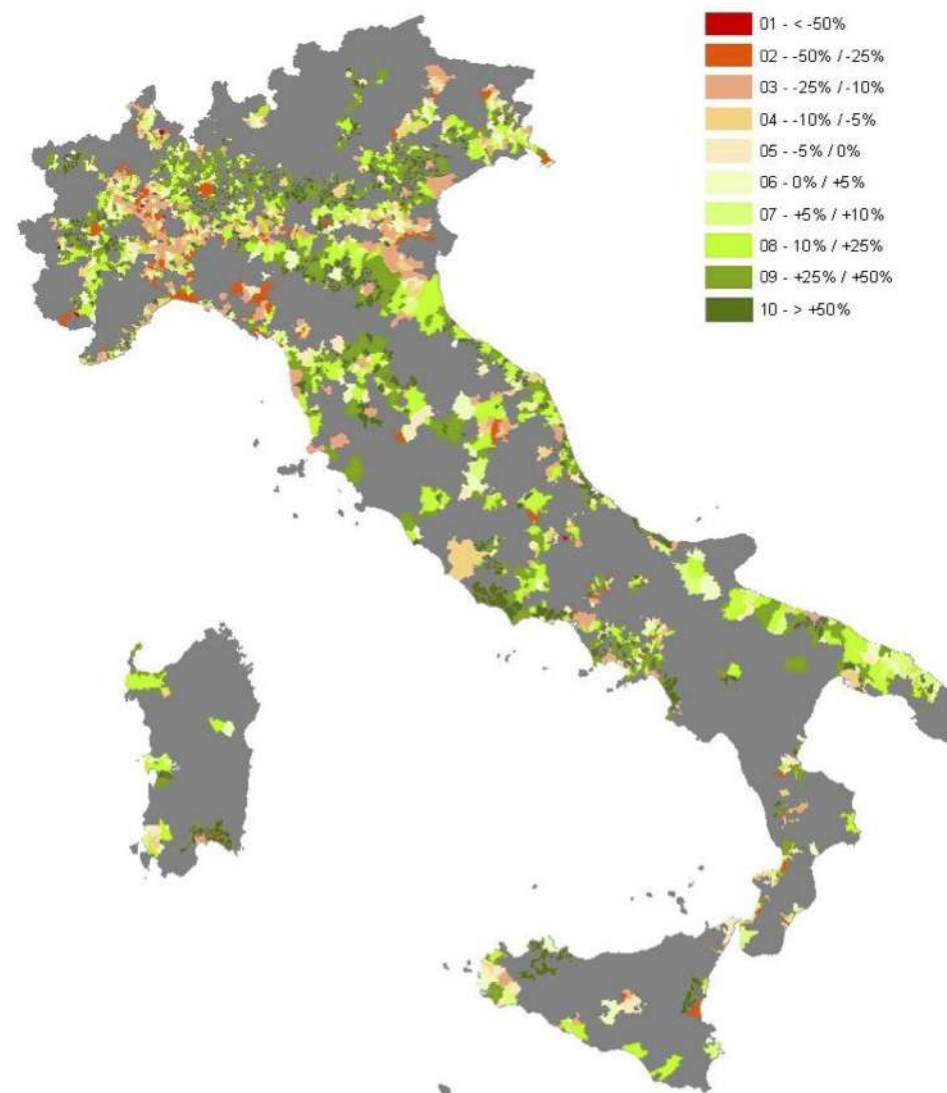 01 - < -50%
02 - -50% / -25%
03 - -25% / -10%
04 - -10% / -5%
05 - -5% / 0%
06 - 0% / +5%
07 - +5% / +10%
08 - 10% / +25%
09 - +25% / +50%
10 - > +50%